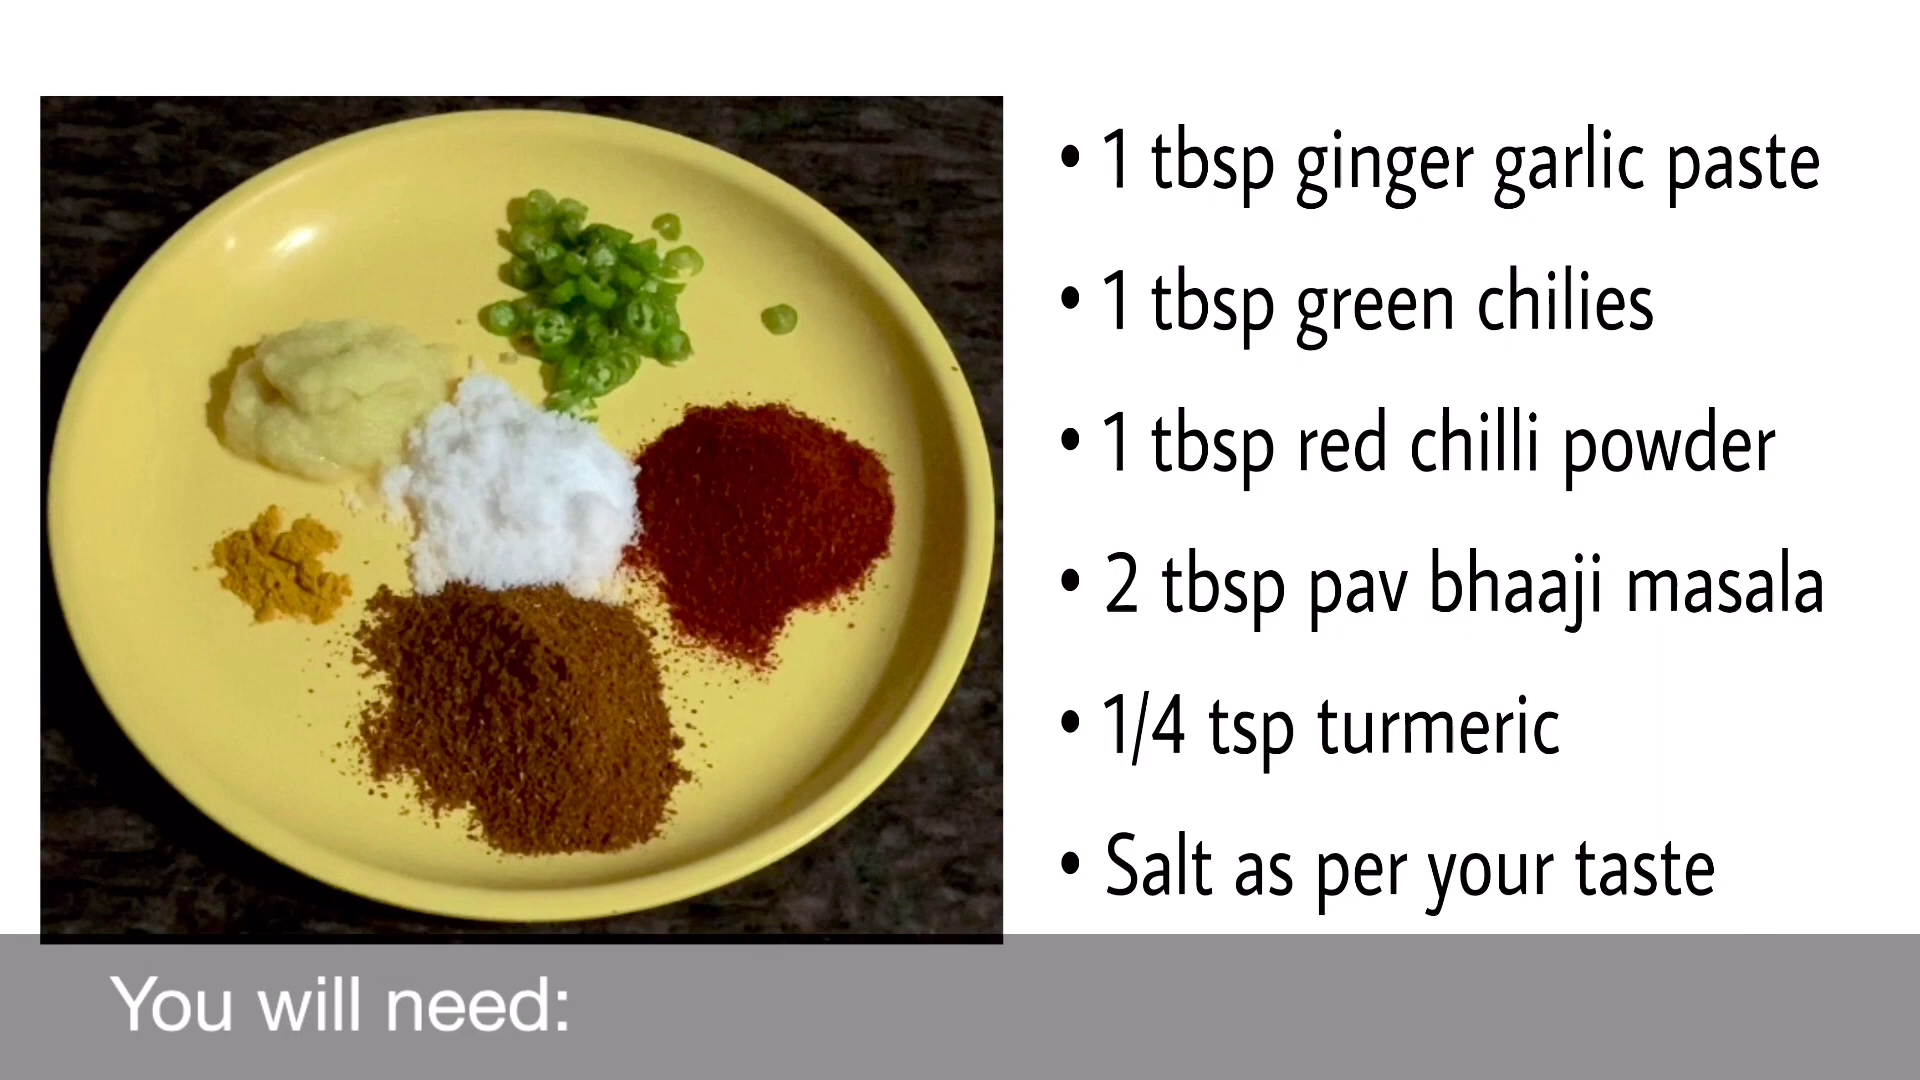 • 1 tbsp ginger garlic paste
• 1 tbsp green chilies
• 1 tbsp red chilli powder
• 2 tbsp pav bhaaji masala
• 1/4 tsp turmeric
• Salt as per your taste
You will need: